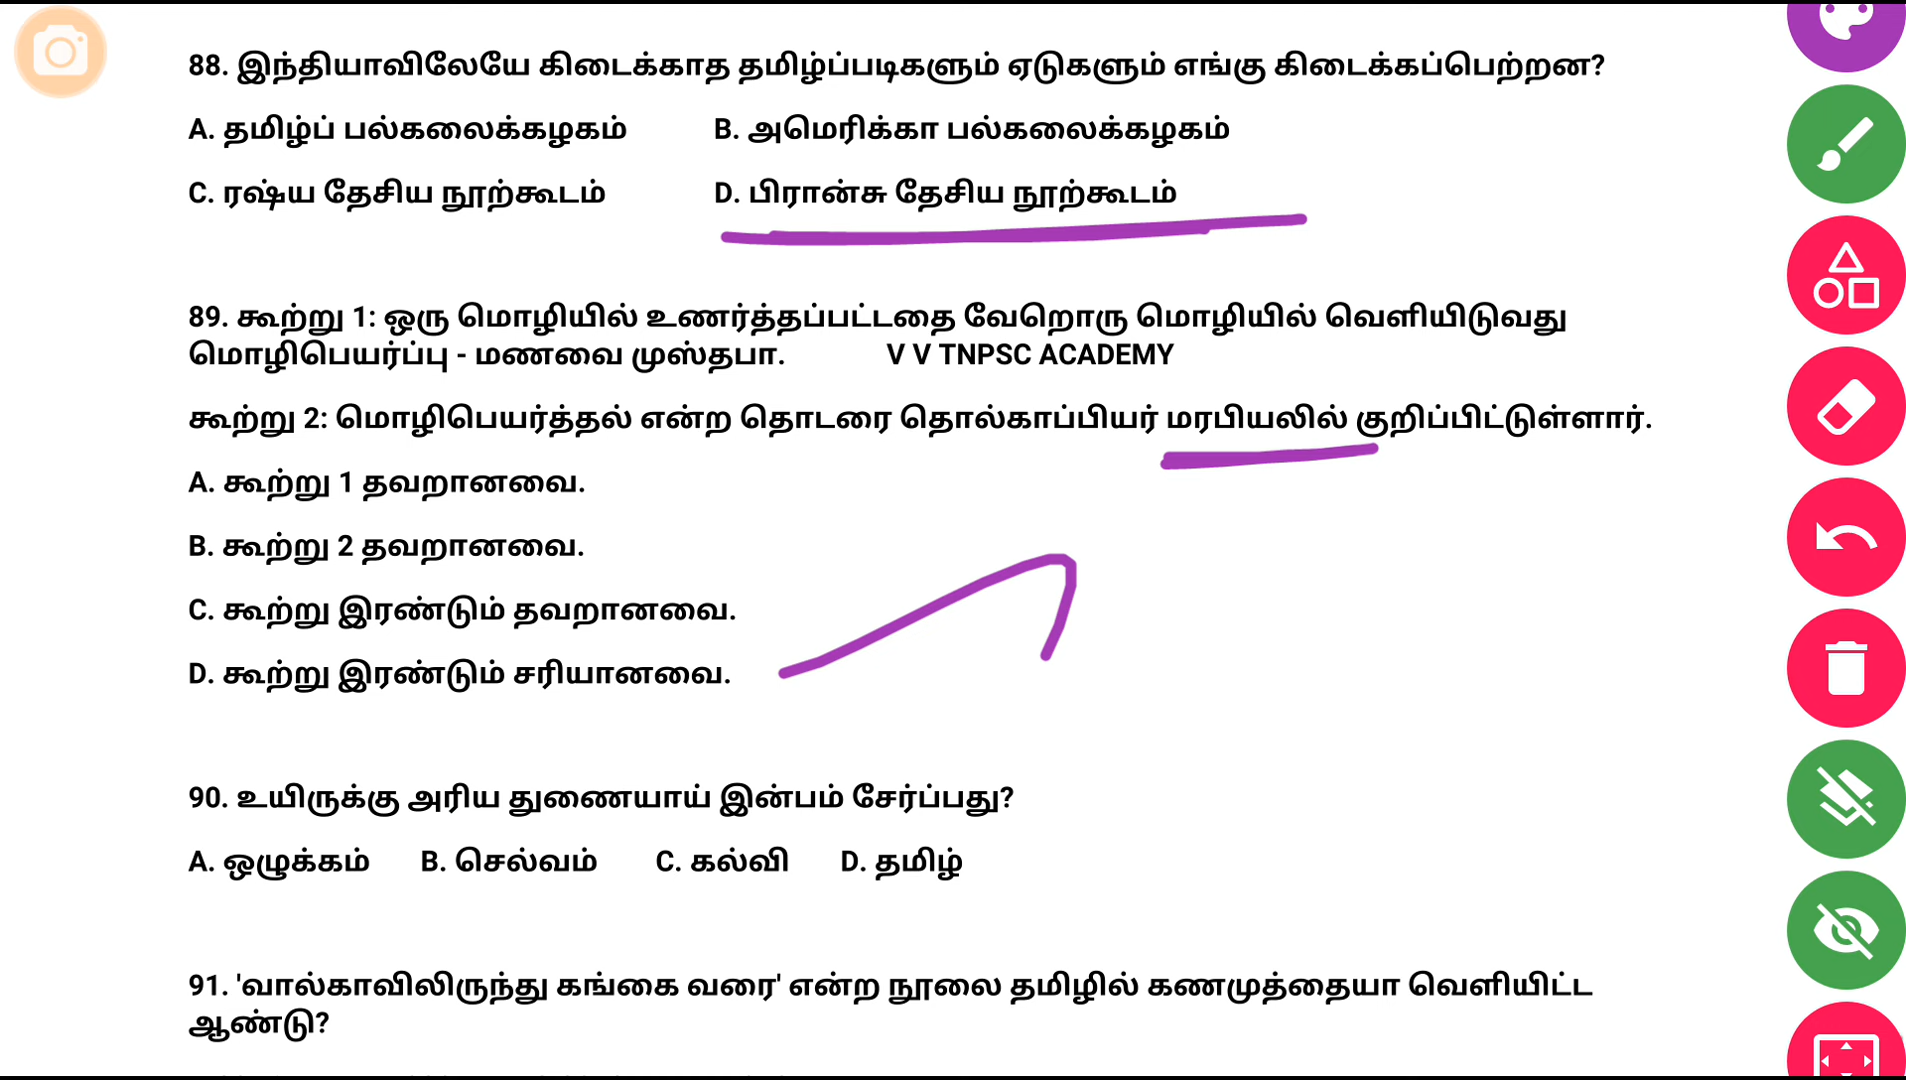 88. இந்தியாவிலேயே கிடைக்காத தமிழ்ப்படிகளும் ஏடுகளும் எங்கு கிடைக்கப்பெற்றன?
A. தமிழ்ப் பல்கலைக்கழகம் B. அமெரிக்கா பல்கலைக்கழகம்
C. ரஷ்ய தேசிய நூற்கூடம் D. பிரான்சு தேசிய நூற்கூடம்
89. கூற்று 1: ஒரு மொழியில் உணர்த்தப்பட்டதை வேறொரு மொழியில் வெளியிடுவது
மொழிபெயர்ப்பு - மணவை முஸ்தபா. V V TNPSC ACADEMY
கூற்று 2: மொழிபெயர்த்தல் என்ற தொடரை தொல்காப்பியர் மரபியலில் குறிப்பிட்டுள்ளார்.
A. கூற்று 1 தவறானவை.
B. கூற்று 2 தவறானவை.
C. கூற்று இரண்டும் தவறானவை.
D. கூற்று இரண்டும் சரியானவை.
90. உயிருக்கு அரிய துணையாய் இன்பம் சேர்ப்பது?
A. ஒழுக்கம் B. செல்வம் C. கல்வி D. தமிழ்
91. 'வால்காவிலிருந்து கங்கை வரை' என்ற நூலை தமிழில் கணமுத்தையா வெளியிட்ட
ஆண்டு?